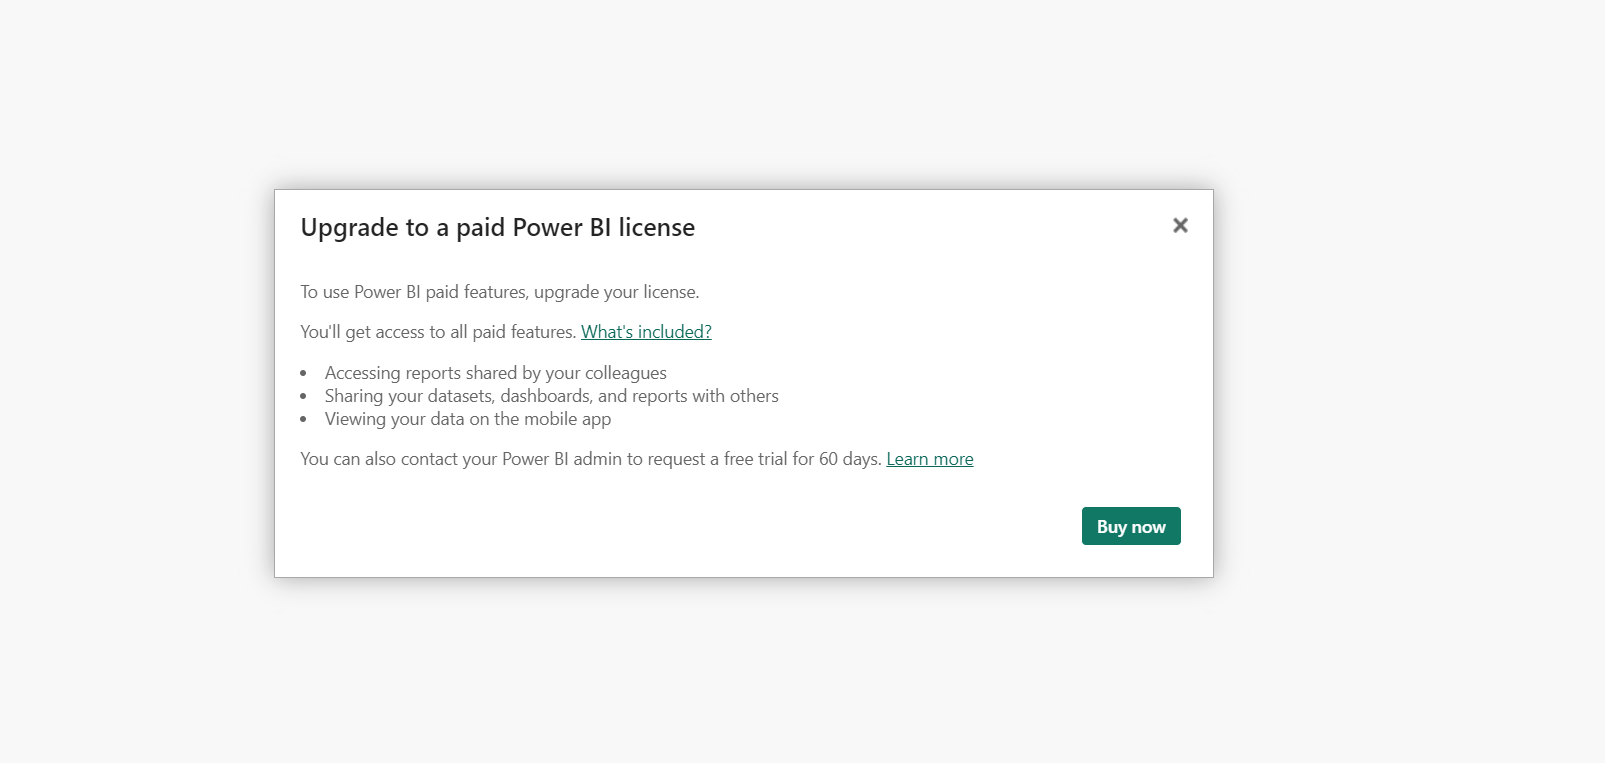 Upgrade to a paid Power BI license
To use Power BI paid features, upgrade your license.
You'll get access to all paid features. What's included?
• Accessing reports shared by your colleagues
• Sharing your datasets, dashboards, and reports with others
• Viewing your data on the mobile app
You can also contact your Power BI admin to request a free trial for 60 days. Learn more
Buy now